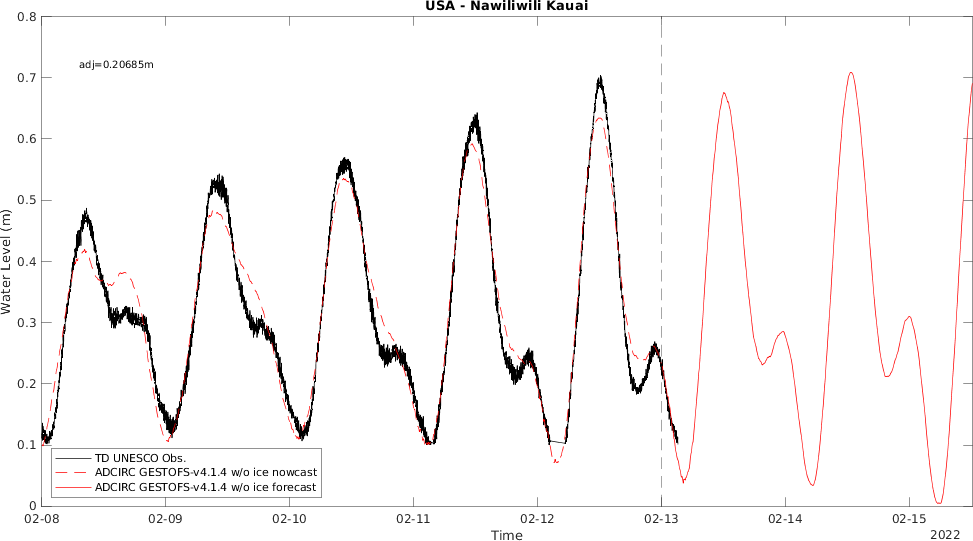 USA - Nawiliwili Kauai
adj=0.20685m
Water Level (m)
0.8
0.7
0.6
0.5
0.4
0.3
0.2
0.1
0
TD UNESCO Obs.
ADCIRC GESTOFS-v4.1.4 w/o ice nowcast
ADCIRC GESTOFS-v4.1.4 w/o ice forecast
02-08 02-09 02-10 02-11 02-12 02-13 02-14 02-15
Time
2022